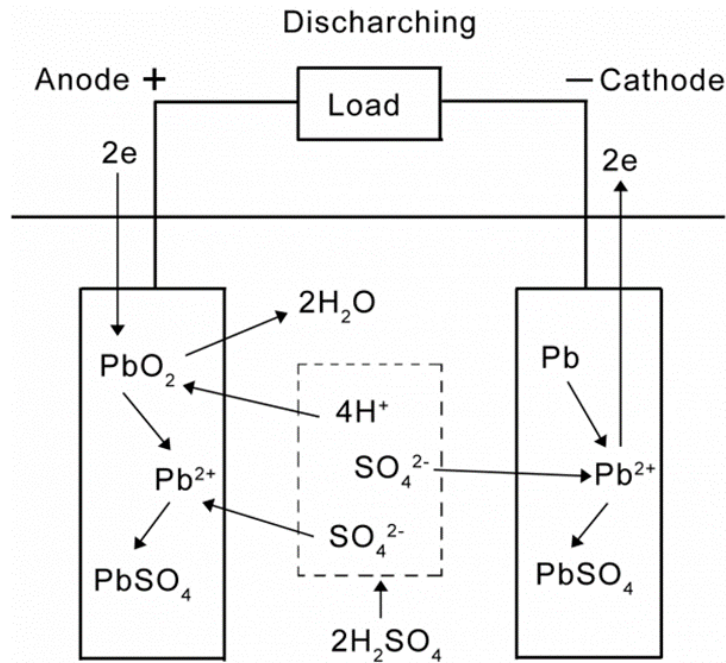 Discharching
Anode +
Load
– Cathode
2e
2e
2H₂O
PbO₂
Pb
4H⁺
SO₄²⁻
Pb²⁺
Pb²⁺
SO₄²⁻
PbSO₄
PbSO₄
2H₂SO₄